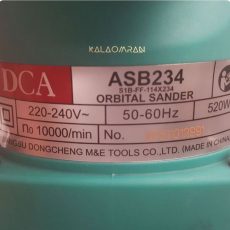 KALAOMRAN
DCA
ASB234
S1B-FF-114X234
ORBITAL SANDER
220-240V~ 50-60Hz 520W
no 10000/min No.
DONGCHENG M&E TOOLS CO., LTD. (MADE IN CHINA)